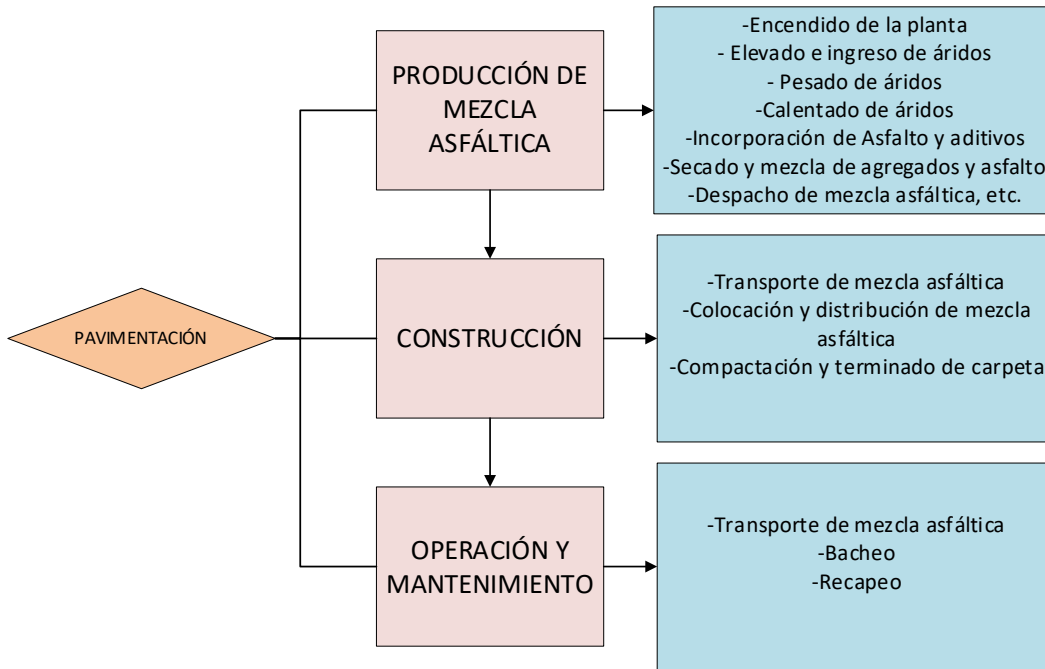 PAVIMENTACIÓN
PRODUCCIÓN DE
MEZCLA
ASFÁLTICA
-Encendido de la planta
- Elevado e ingreso de áridos
- Pesado de áridos
-Calentado de áridos
-Incorporación de Asfalto y aditivos
-Secado y mezcla de agregados y asfalto
-Despacho de mezcla asfáltica, etc.
CONSTRUCCIÓN
-Transporte de mezcla asfáltica
-Colocación y distribución de mezcla
asfáltica
-Compactación y terminado de carpeta
OPERACIÓN Y
MANTENIMIENTO
-Transporte de mezcla asfáltica
-Bacheo
-Recapeo